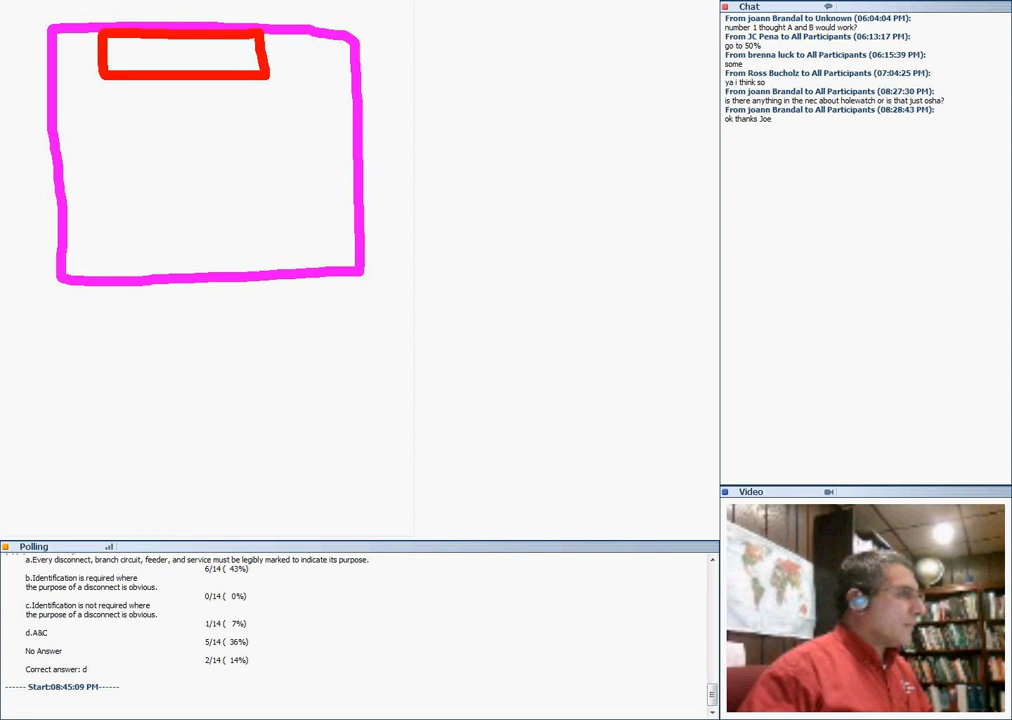 Chat
From joann Brandal to Unknown (06:04:04 PM):
number 1 thought A and B would work?
From JC Pena to All Participants (06:13:17 PM):
go to 50%
From brenna luck to All Participants (06:15:39 PM):
some
From Ross Bucholz to All Participants (07:04:25 PM):
ya i think so
From joann Brandal to All Participants (08:27:30 PM):
is there anything in the nec about holewatch or is that just osha?
From joann Brandal to All Participants (08:28:43 PM):
ok thanks Joe
Video
Polling
a.Every disconnect, branch circuit, feeder, and service must be legibly marked to indicate its purpose.
6/14 ( 43%)
b.Identification is required where
the purpose of a disconnect is obvious.
0/14 ( 0%)
c.Identification is not required where
the purpose of a disconnect is obvious.
1/14 ( 7%)
d.A&C
5/14 ( 36%)
No Answer
2/14 ( 14%)
Correct answer: d
------ Start:08:45:09 PM------